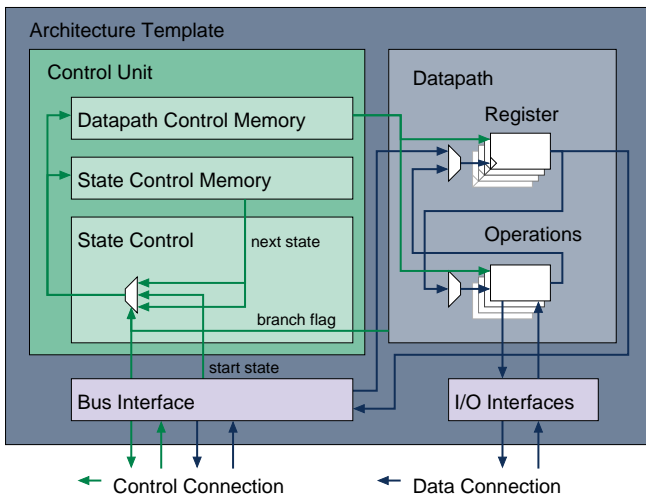 Architecture Template
Control Unit
Datapath Control Memory
State Control Memory
State Control
next state
branch flag
start state
Datapath
Register
Operations
Bus Interface
I/O Interfaces
Control Connection
Data Connection